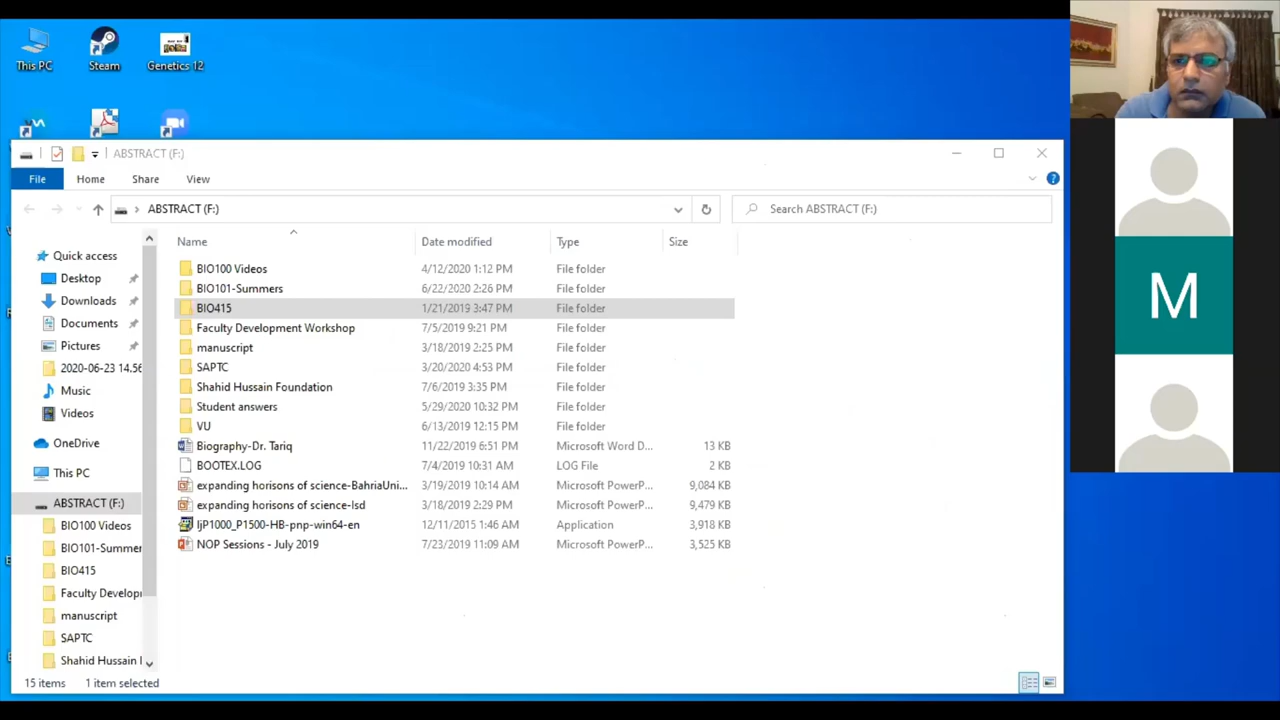 This PC
Steam
Genetics 12
ABSTRACT (F:)
File
Home
Share
View
ABSTRACT (F:)
Search ABSTRACT (F:)
Quick access
Desktop
Downloads
Documents
Pictures
2020-06-23 14.56
Music
Videos
OneDrive
This PC
ABSTRACT (F:)
BIO100 Videos
BIO101-Summer
BIO415
Faculty Develop
manuscript
SAPTC
Shahid Hussain
Name Date modified Type Size
BIO100 Videos 4/12/2020 1:12 PM File folder
BIO101-Summers 6/22/2020 2:26 PM File folder
BIO415 1/21/2019 3:47 PM File folder
Faculty Development Workshop 7/5/2019 9:21 PM File folder
manuscript 3/18/2019 2:25 PM File folder
SAPTC 3/20/2020 4:53 PM File folder
Shahid Hussain Foundation 7/6/2019 3:35 PM File folder
Student answers 5/29/2020 10:32 PM File folder
VU 6/13/2019 12:15 PM File folder
Biography-Dr. Tariq 11/22/2019 6:51 PM Microsoft Word D... 13 KB
BOOTEX.LOG 7/4/2019 10:31 AM LOG File 2 KB
expanding horisons of science-BahriaUni... 3/19/2019 10:14 AM Microsoft PowerP... 9,084 KB
expanding horisons of science-lsd 3/18/2019 2:29 PM Microsoft PowerP... 9,479 KB
ljP1000_P1500-HB-pnp-win64-en 12/11/2015 1:46 AM Application 3,918 KB
NOP Sessions - July 2019 7/23/2019 11:09 AM Microsoft PowerP... 3,525 KB
15 items 1 item selected
M